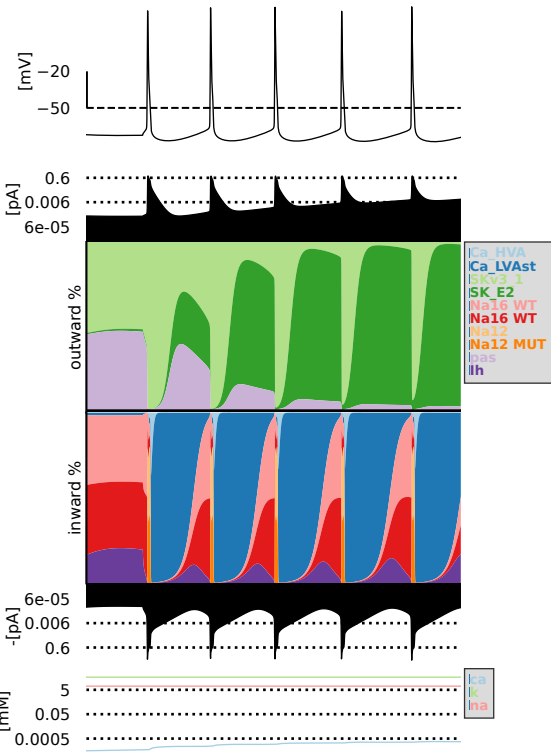 [mV]
−20
−50
[pA]
0.6
0.006
6e-05
outward %
Ca_HVA
Ca_LVAst
SKv3_1
SK_E2
Na16 WT
Na16 WT
Na12
Na12 MUT
pas
Ih
inward %
6e-05
0.006
0.6
-[pA]
ca
k
na
5
0.05
0.0005
[mM]